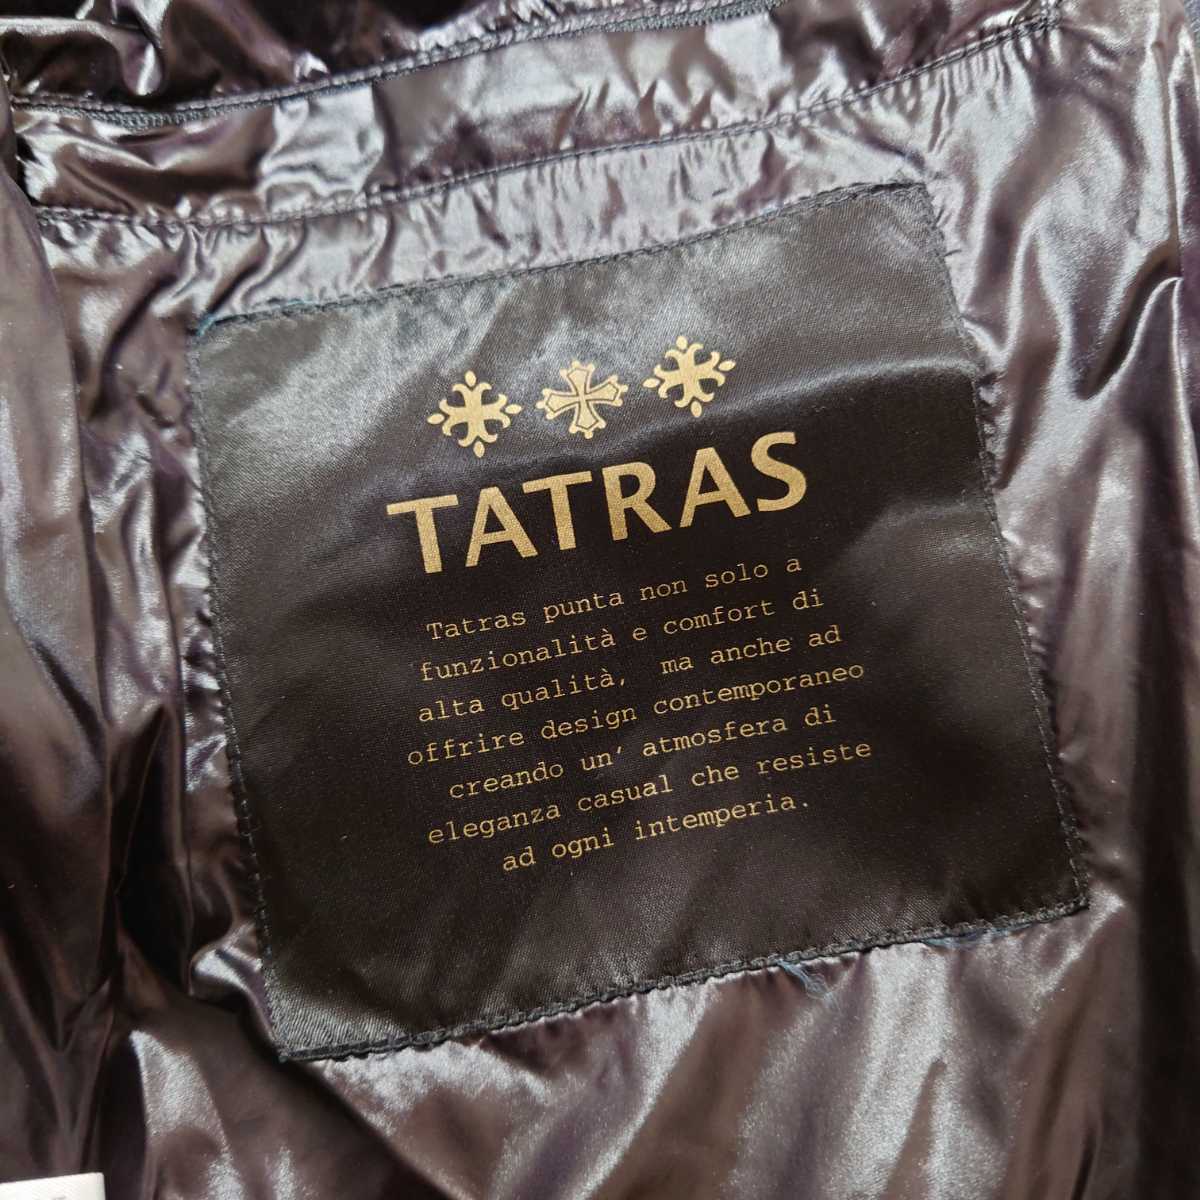 TATRAS
Tatras punta non solo a
funzionalità e comfort di
alta qualità, ma anche ad
offrire design contemporaneo
creando un' atmosfera di
eleganza casual che resiste
ad ogni intemperia.